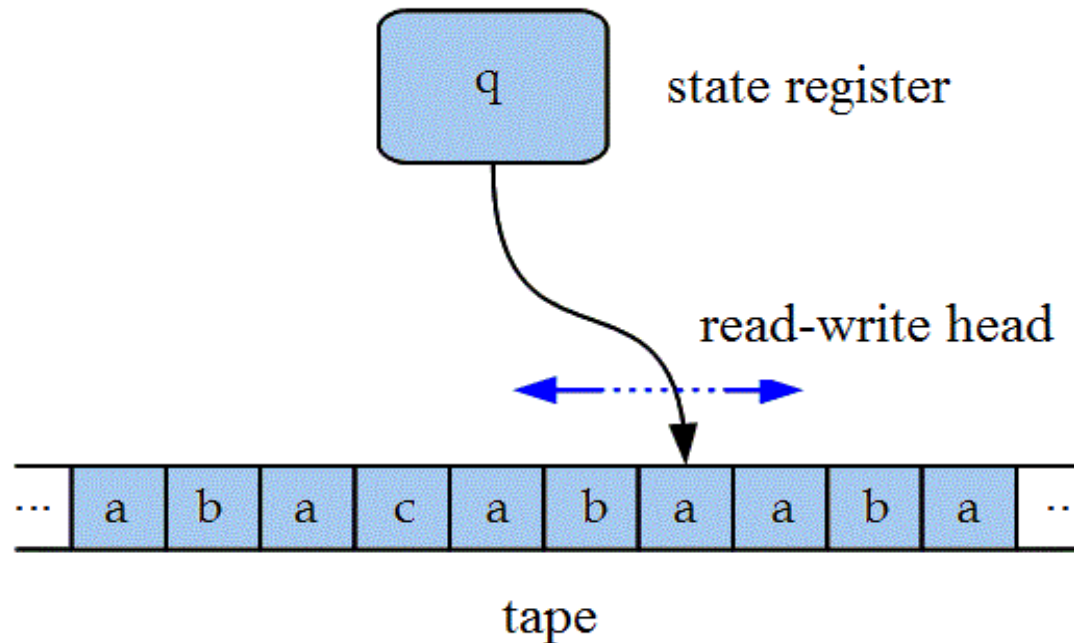 q
state register
read-write head
... a b a c a b a a b a ...
tape